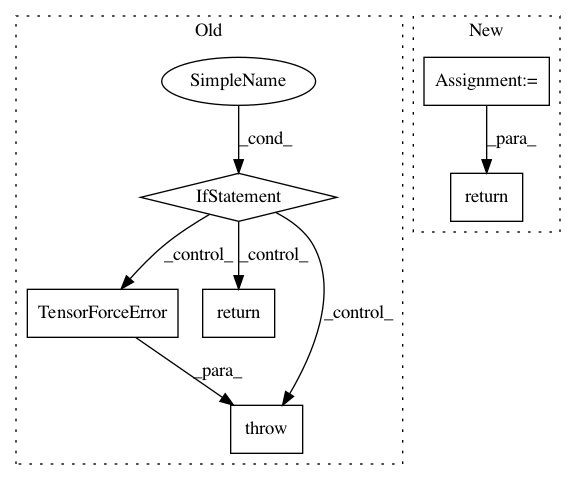 Old
New
SimpleName
Assignment:=
_cond_
_para_
IfStatement
return
_control_
_control_
_control_
TensorForceError
return
_para_
throw